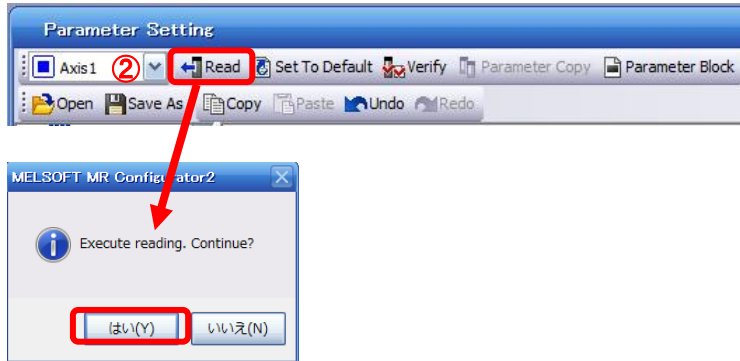 Parameter Setting
Axis1 ② Read Set To Default Verify Parameter Copy Parameter Block
Open Save As Copy Paste Undo Redo
MELSOFT MR Configurator2
Execute reading. Continue?
はい(Y) いいえ(N)